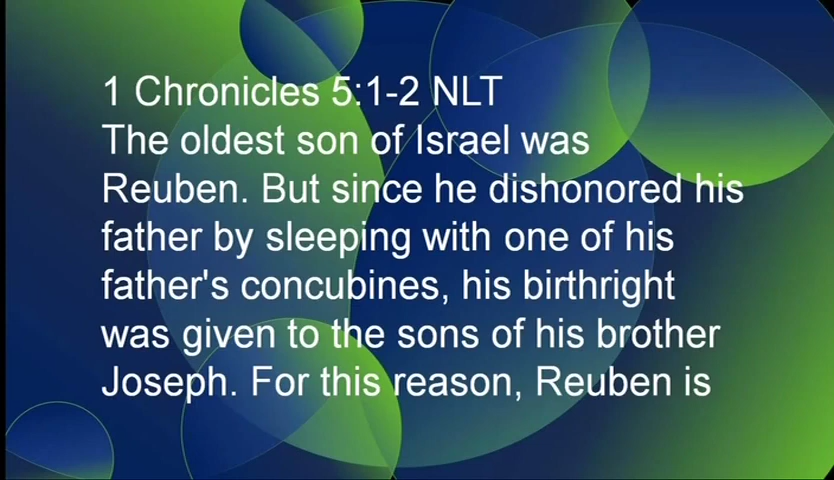 1 Chronicles 5:1-2 NLT
The oldest son of Israel was
Reuben. But since he dishonored his
father by sleeping with one of his
father's concubines, his birthright
was given to the sons of his brother
Joseph. For this reason, Reuben is